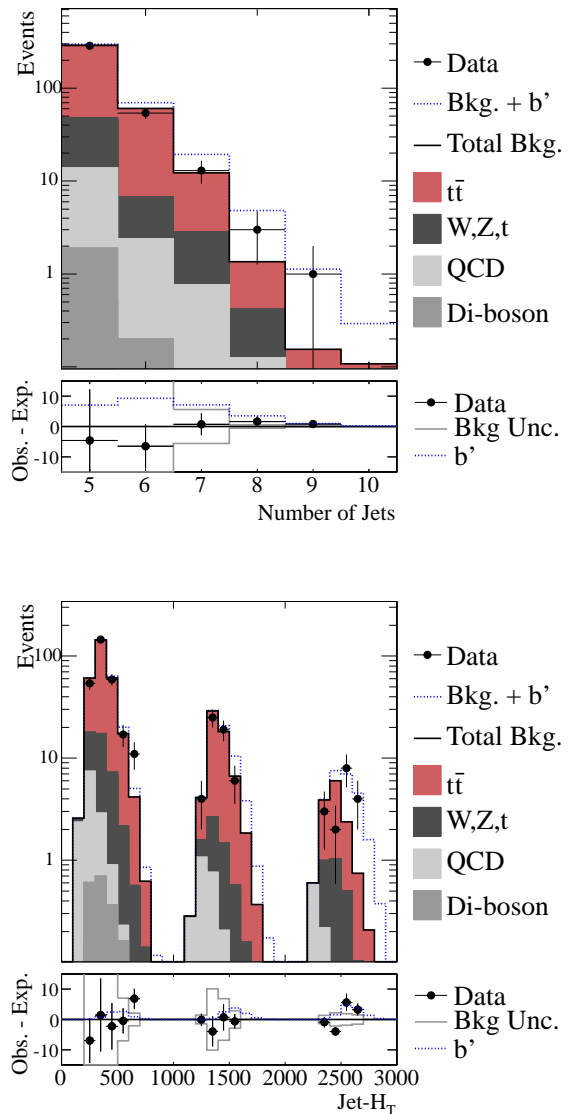 Events
100
10
1
Data
Bkg. + b'
Total Bkg.
tt̄
W,Z,t
QCD
Di-boson
Obs. - Exp.
10
0
-10
Data
Bkg Unc.
b'
5 6 7 8 9 10
Number of Jets
Events
100
10
1
Data
Bkg. + b'
Total Bkg.
tt̄
W,Z,t
QCD
Di-boson
Obs. - Exp.
10
0
-10
Data
Bkg Unc.
b'
0 500 1000 1500 2000 2500 3000
Jet-H_T